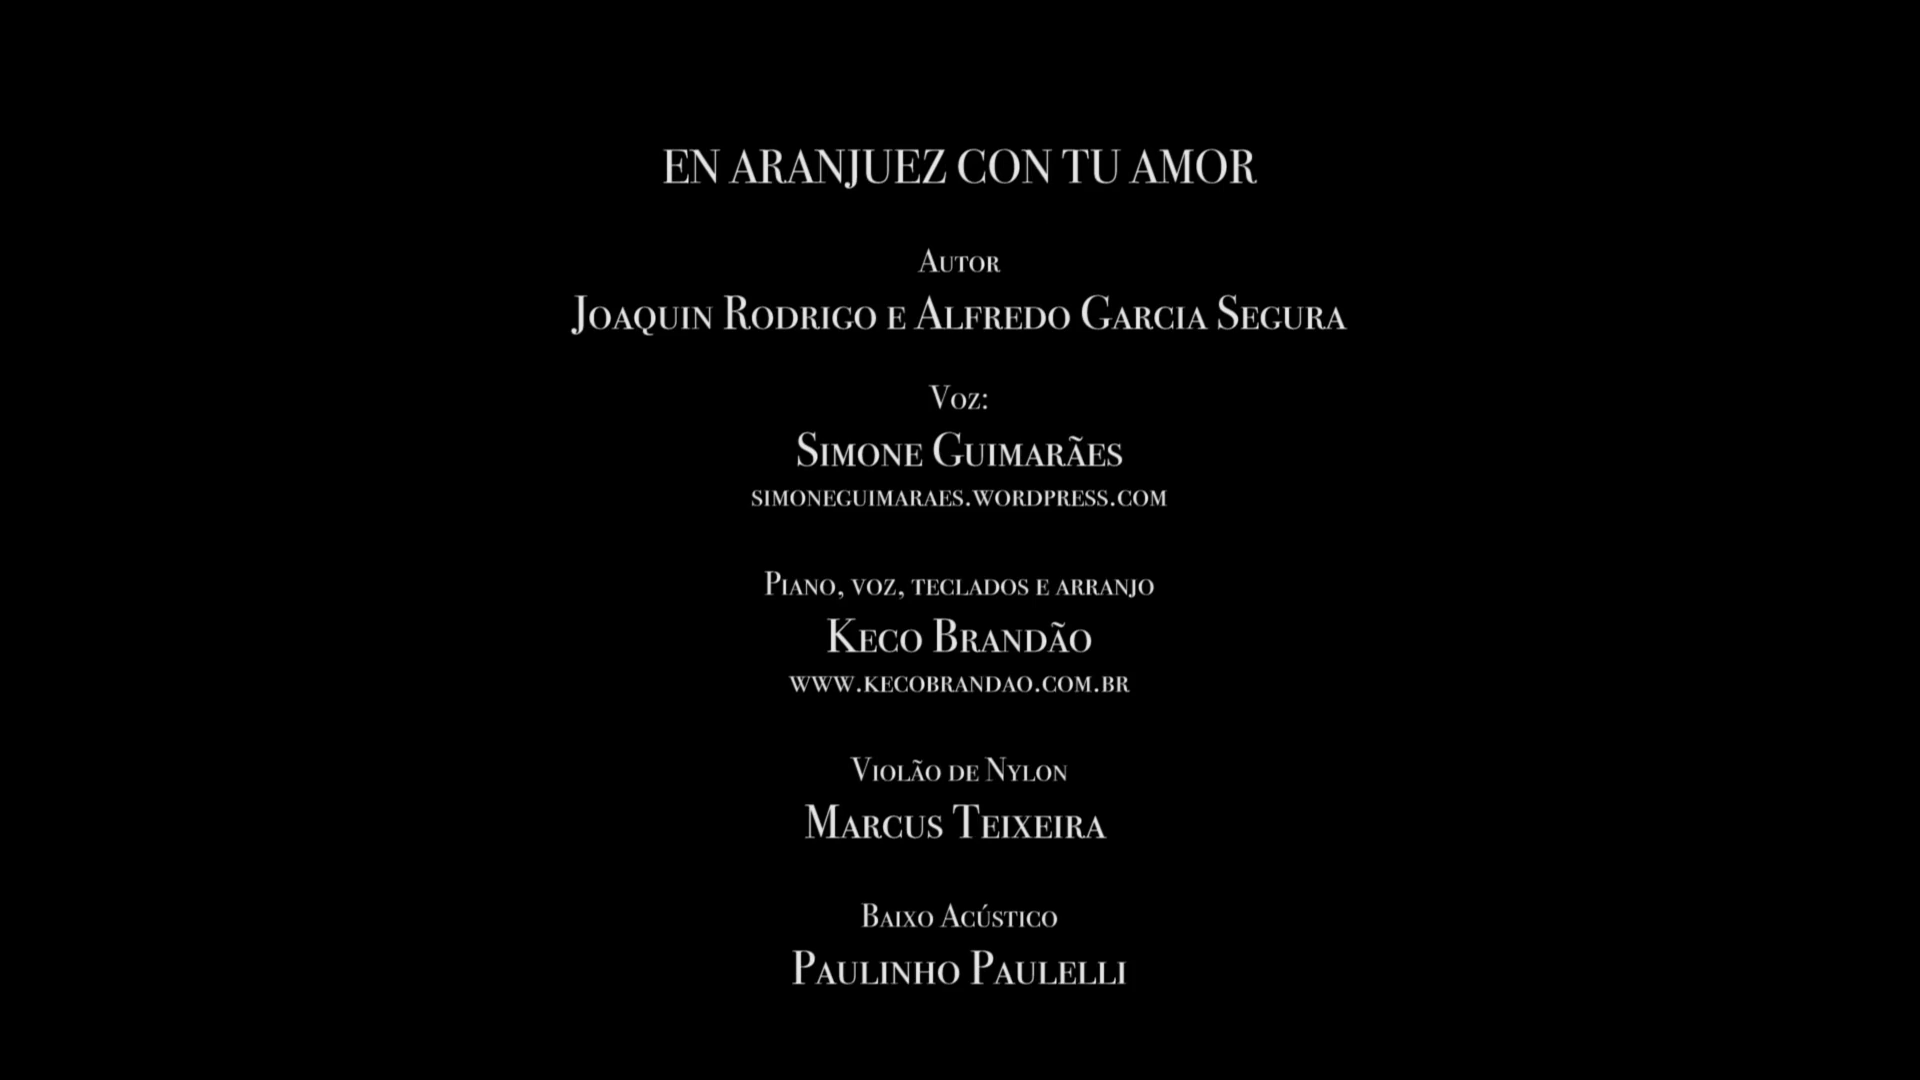 EN ARANJUEZ CON TU AMOR
Autor
Joaquin Rodrigo e Alfredo Garcia Segura
Voz:
Simone Guimarães
simoneguimaraes.wordpress.com
Piano, voz, teclados e arranjo
Keco Brandão
www.kecobrandao.com.br
Violão de Nylon
Marcus Teixeira
Baixo Acústico
Paulinho Paulelli